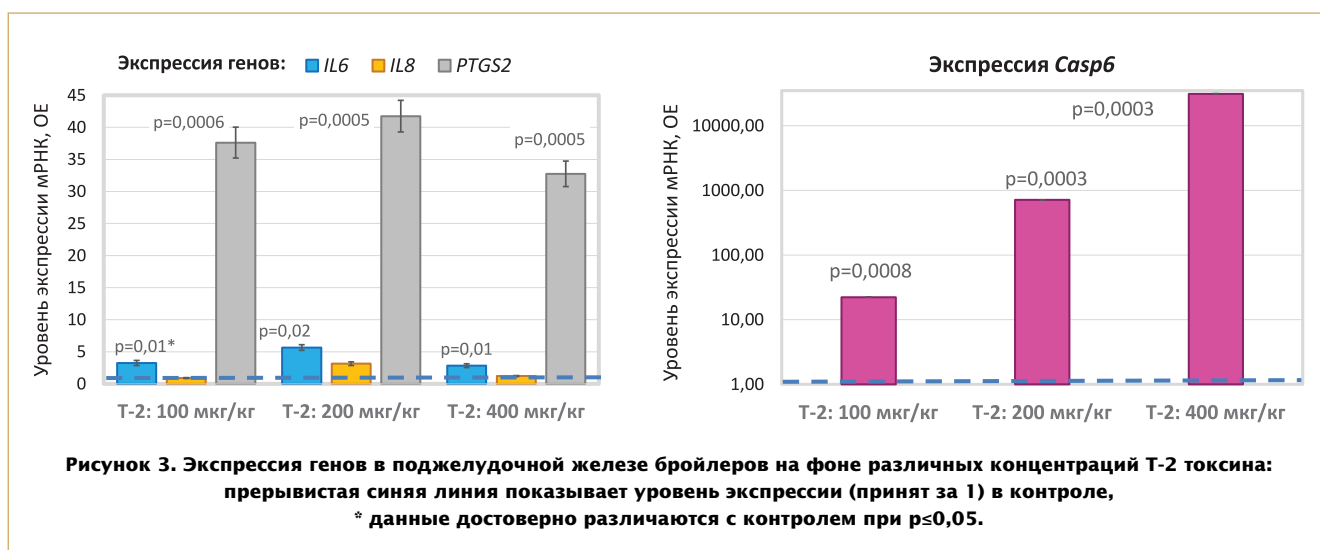 Экспрессия генов: IL6 IL8 PTGS2
Уровень экспрессии мРНК, ОЕ
45
40
35
30
25
20
15
10
5
0
p=0,0006
p=0,0005
p=0,0005
p=0,01*
p=0,02
p=0,01
Т-2: 100 мкг/кг Т-2: 200 мкг/кг Т-2: 400 мкг/кг
Экспрессия Casp6
Уровень экспрессии мРНК, ОЕ
10000,00
1000,00
100,00
10,00
1,00
p=0,0003
p=0,0003
p=0,0008
Т-2: 100 мкг/кг Т-2: 200 мкг/кг Т-2: 400 мкг/кг
Рисунок 3. Экспрессия генов в поджелудочной железе бройлеров на фоне различных концентраций Т-2 токсина:
прерывистая синяя линия показывает уровень экспрессии (принят за 1) в контроле,
* данные достоверно различаются с контролем при р≤0,05.